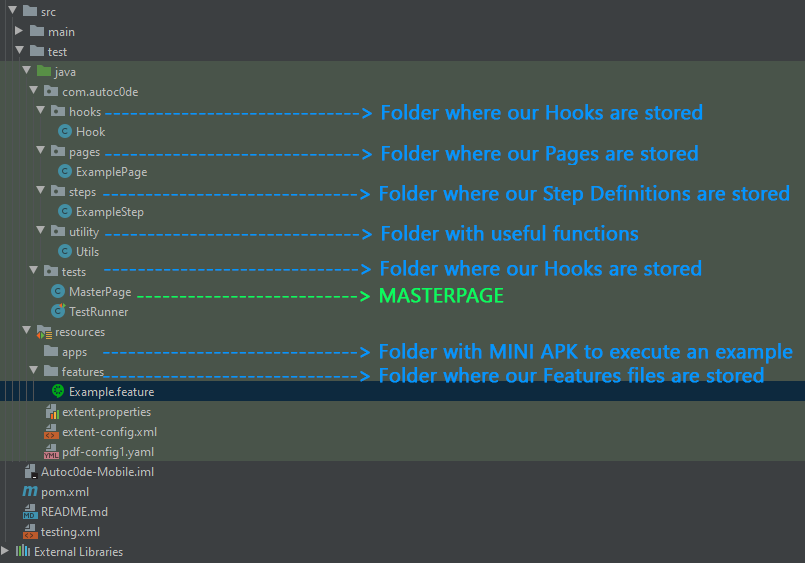 src
main
test
java
com.autoc0de
hooks ----------------------------> Folder where our Hooks are stored
Hook
pages ----------------------------> Folder where our Pages are stored
ExamplePage
steps ----------------------------> Folder where our Step Definitions are stored
ExampleStep
utility ----------------------------> Folder with useful functions
Utils
tests ----------------------------> Folder where our Hooks are stored
MasterPage ------------------------> MASTERPAGE
TestRunner
resources
apps ----------------------------> Folder with MINI APK to execute an example
features ----------------------------> Folder where our Features files are stored
Example.feature
extent.properties
extent-config.xml
pdf-config1.yaml
Autoc0de-Mobile.iml
pom.xml
README.md
testing.xml
External Libraries